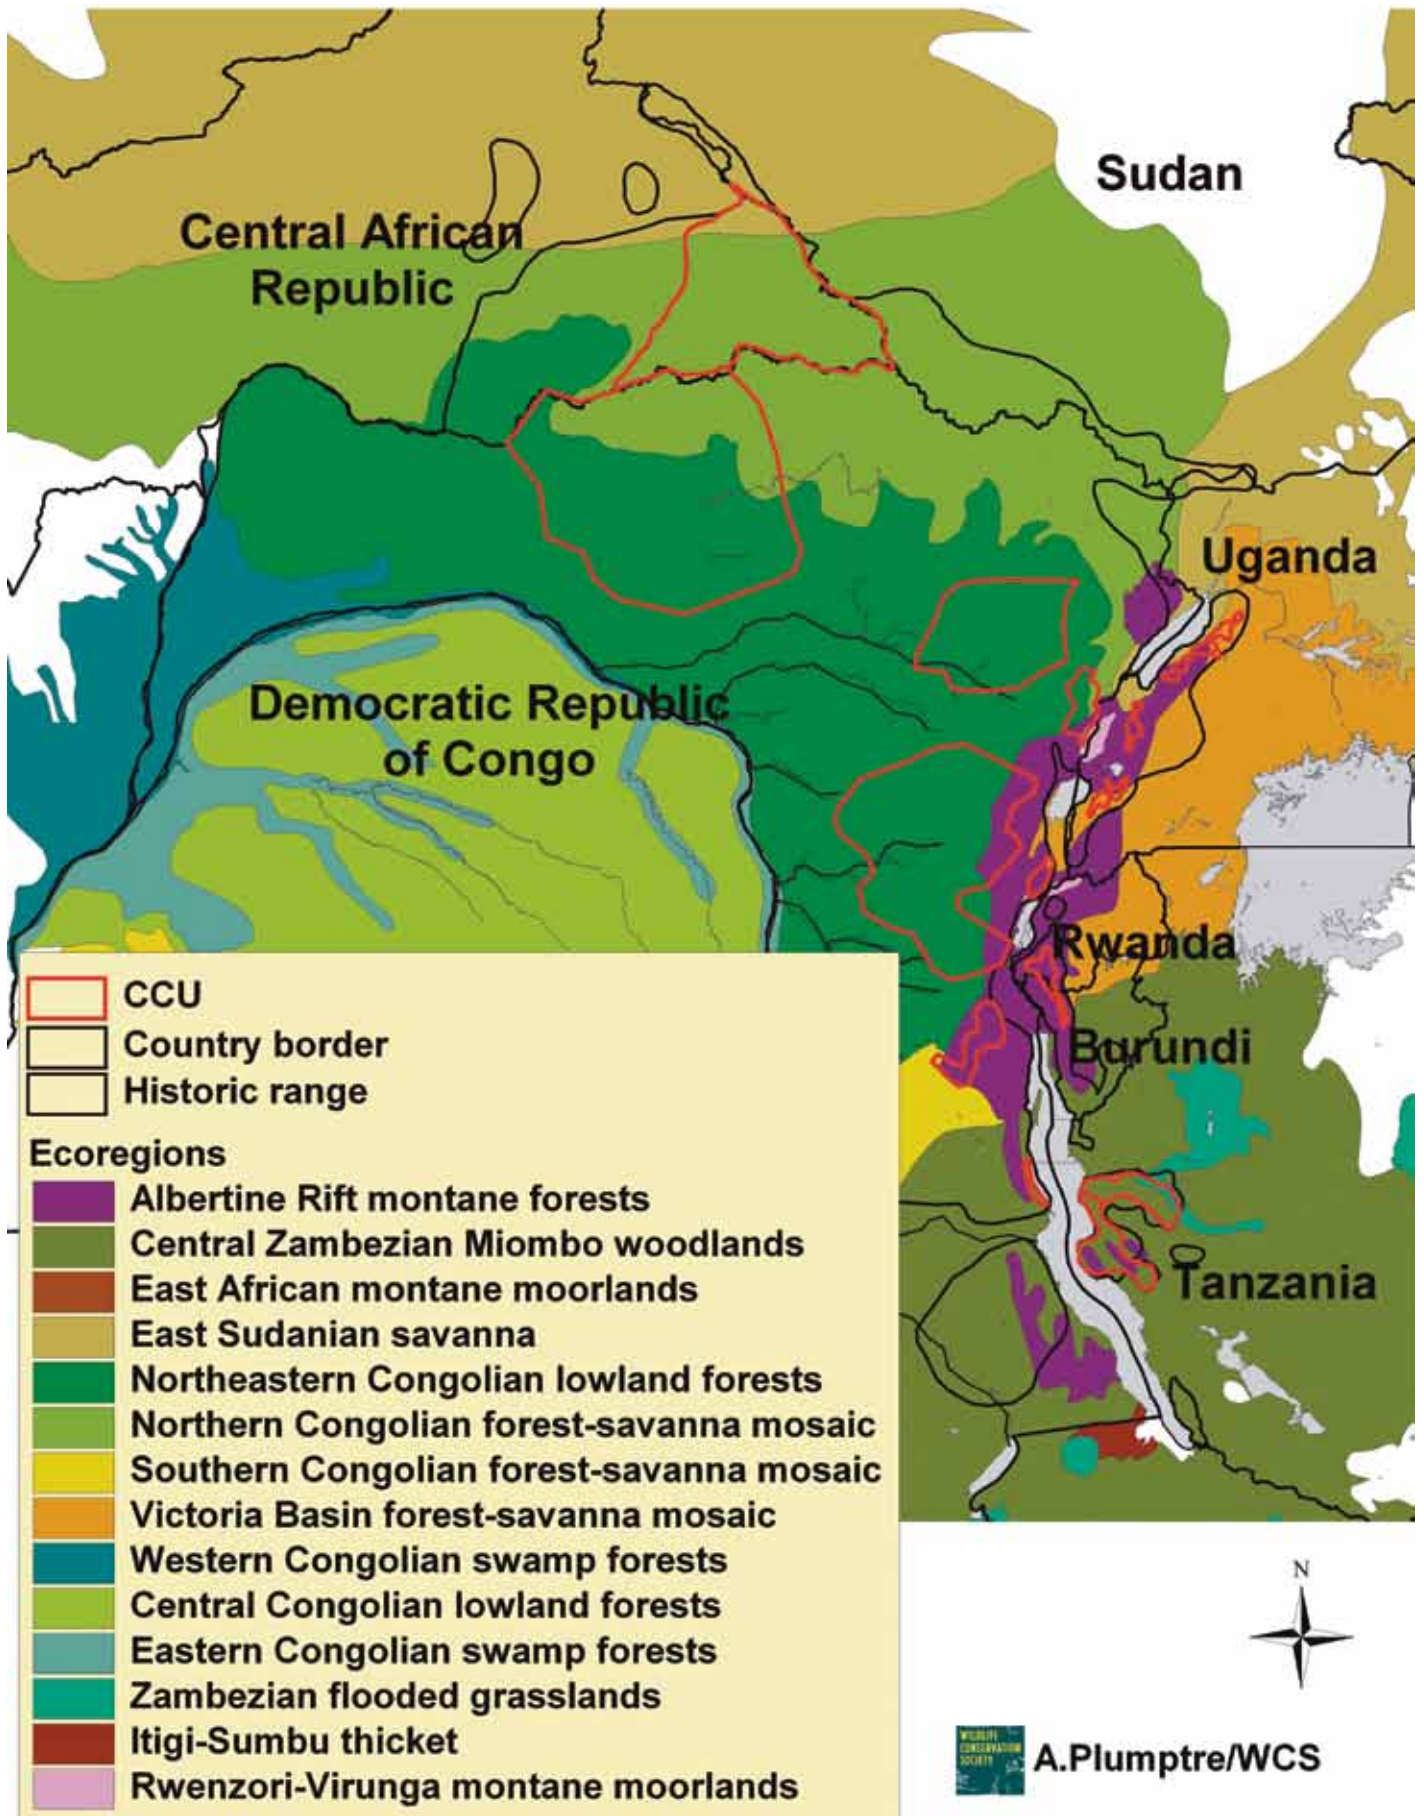 Sudan
Central African
Republic
Uganda
Democratic Republic
of Congo
Rwanda
Burundi
Tanzania
CCU
Country border
Historic range
Ecoregions
Albertine Rift montane forests
Central Zambezian Miombo woodlands
East African montane moorlands
East Sudanian savanna
Northeastern Congolian lowland forests
Northern Congolian forest-savanna mosaic
Southern Congolian forest-savanna mosaic
Victoria Basin forest-savanna mosaic
Western Congolian swamp forests
Central Congolian lowland forests
Eastern Congolian swamp forests
Zambezian flooded grasslands
Itigi-Sumbu thicket
Rwenzori-Virunga montane moorlands
N
WILDLIFE
CONSERVATION
SOCIETY
A.Plumptre/WCS